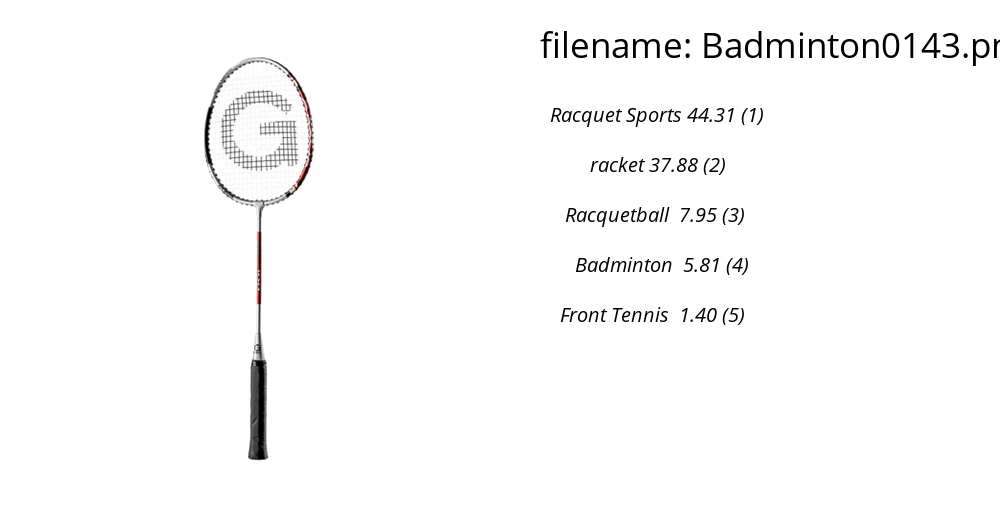 filename: Badminton0143.pn
Racquet Sports 44.31 (1)
racket 37.88 (2)
Racquetball 7.95 (3)
Badminton 5.81 (4)
Front Tennis 1.40 (5)
G